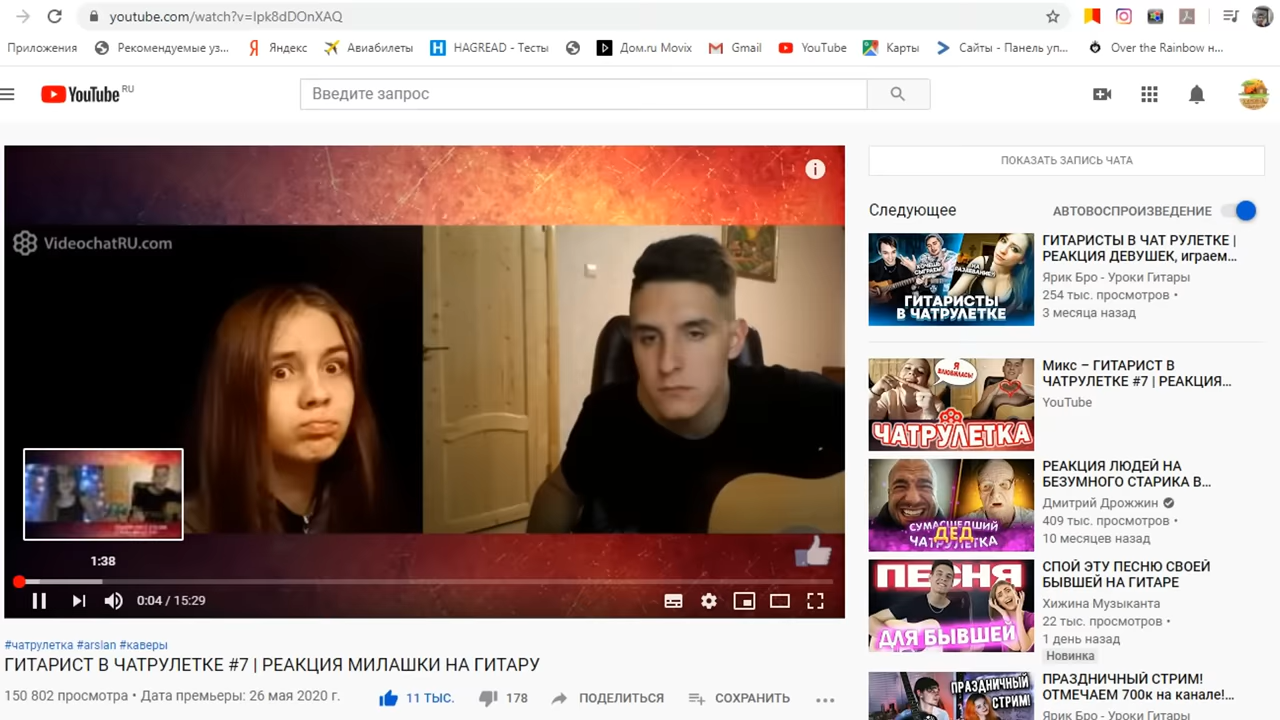 youtube.com/watch?v=Ipk8dDOnXAQ
Приложения
Рекомендуемые уз...
Яндекс
Авиабилеты
HAGREAD - Тесты
Дом.ru Movix
Gmail
YouTube
Карты
Сайты - Панель уп...
Over the Rainbow н...
YouTube RU
Введите запрос
VideochatRU.com
1:38
0:04 / 15:29
#чатрулетка #arslan #каверы
ГИТАРИСТ В ЧАТРУЛЕТКЕ #7 | РЕАКЦИЯ МИЛАШКИ НА ГИТАРУ
150 802 просмотра • Дата премьеры: 26 мая 2020 г.
11 ТЫС.
178
ПОДЕЛИТЬСЯ
СОХРАНИТЬ
ПОКАЗАТЬ ЗАПИСЬ ЧАТА
Следующее
АВТОВОСПРОИЗВЕДЕНИЕ
ХОЧЕШЬ
СЫГРАЕМ
НА
РАЗДЕВАНИЕ?
ГИТАРИСТЫ
В ЧАТРУЛЕТКЕ
ГИТАРИСТЫ В ЧАТ РУЛЕТКЕ |
РЕАКЦИЯ ДЕВУШЕК, играем...
Ярик Бро - Уроки Гитары
254 тыс. просмотров •
3 месяца назад
Я
ВЛЮБИЛАСЬ!
ЧАТРУЛЕТКА
Микс – ГИТАРИСТ В
ЧАТРУЛЕТКЕ #7 | РЕАКЦИЯ...
YouTube
СУМАСШЕДШИЙ
ДЕД
ЧАТРУЛЕТКА
РЕАКЦИЯ ЛЮДЕЙ НА
БЕЗУМНОГО СТАРИКА В...
Дмитрий Дрожжин
409 тыс. просмотров •
10 месяцев назад
ПЕСНЯ
ДЛЯ БЫВШЕЙ
СПОЙ ЭТУ ПЕСНЮ СВОЕЙ
БЫВШЕЙ НА ГИТАРЕ
Хижина Музыканта
22 тыс. просмотров •
1 день назад
Новинка
ПРАЗДНИЧНЫЙ
СТРИМ!
ПРАЗДНИЧНЫЙ СТРИМ!
ОТМЕЧАЕМ 700к на канале!...
Ярик Бро - Уроки Гитары